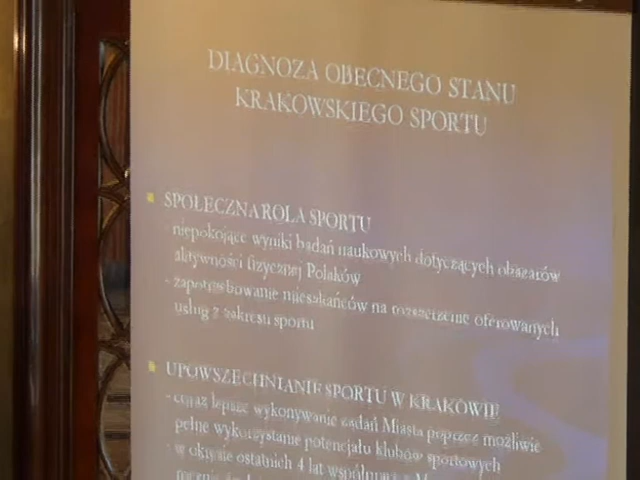 DIAGNOZA OBECNEGO STANU
KRAKOWSKIEGO SPORTU
SPOŁECZNA ROLA SPORTU
- niepokojące wyniki badań naukowych dotyczących obszarów
aktywności fizycznej Polaków
- zapotrzebowanie mieszkańców na rozszerzenie oferowanych
usług z zakresu sportu
UPOWSZECHNIANIE SPORTU W KRAKOWIE
- coraz lepsze wykonywanie zadań Miasta poprzez możliwie
pełne wykorzystanie potencjału klubów sportowych
- w okresie ostatnich 4 lat